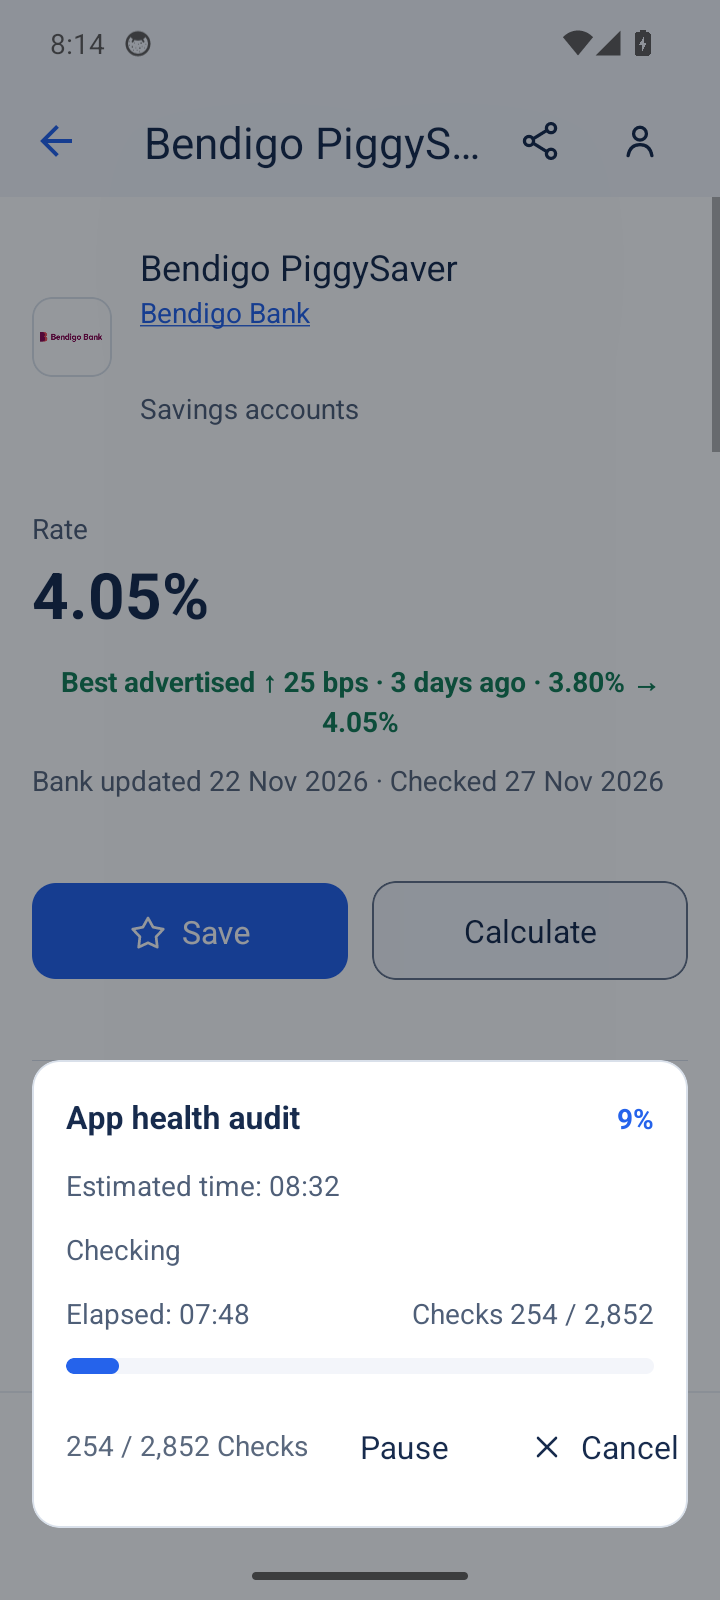 8:14
Bendigo PiggyS...
Bendigo PiggySaver
Bendigo Bank
Bendigo Bank
Savings accounts
Rate
4.05%
Best advertised ↑ 25 bps · 3 days ago · 3.80% →
4.05%
Bank updated 22 Nov 2026 · Checked 27 Nov 2026
Save
Calculate
App health audit
9%
Estimated time: 08:32
Checking
Elapsed: 07:48
Checks 254 / 2,852
254 / 2,852 Checks
Pause
Cancel